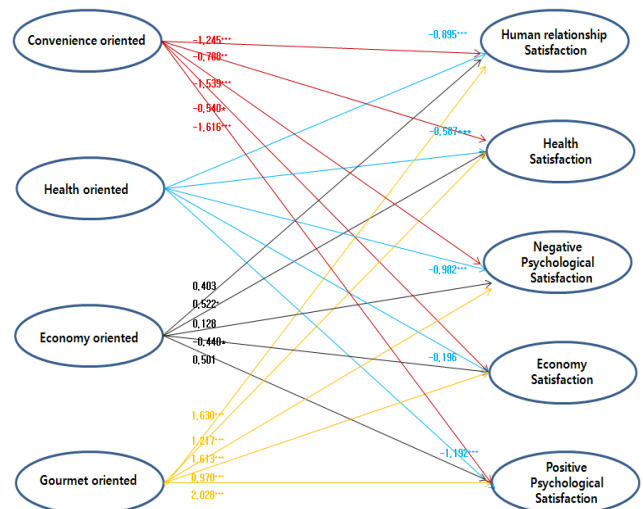 Convenience oriented
Health oriented
Economy oriented
Gourmet oriented
-1,245***
-0,788**
-1,539***
-0,540*
-1,616***
-0,895***
-0,587***
-0,982***
-0,196
-1,192***
0,403
0,522*
0,128
-0,440*
0,501
1,630***
1,217***
1,613***
0,970***
2,028***
Human relationship
Satisfaction
Health
Satisfaction
Negative
Psychological
Satisfaction
Economy
Satisfaction
Positive
Psychological
Satisfaction